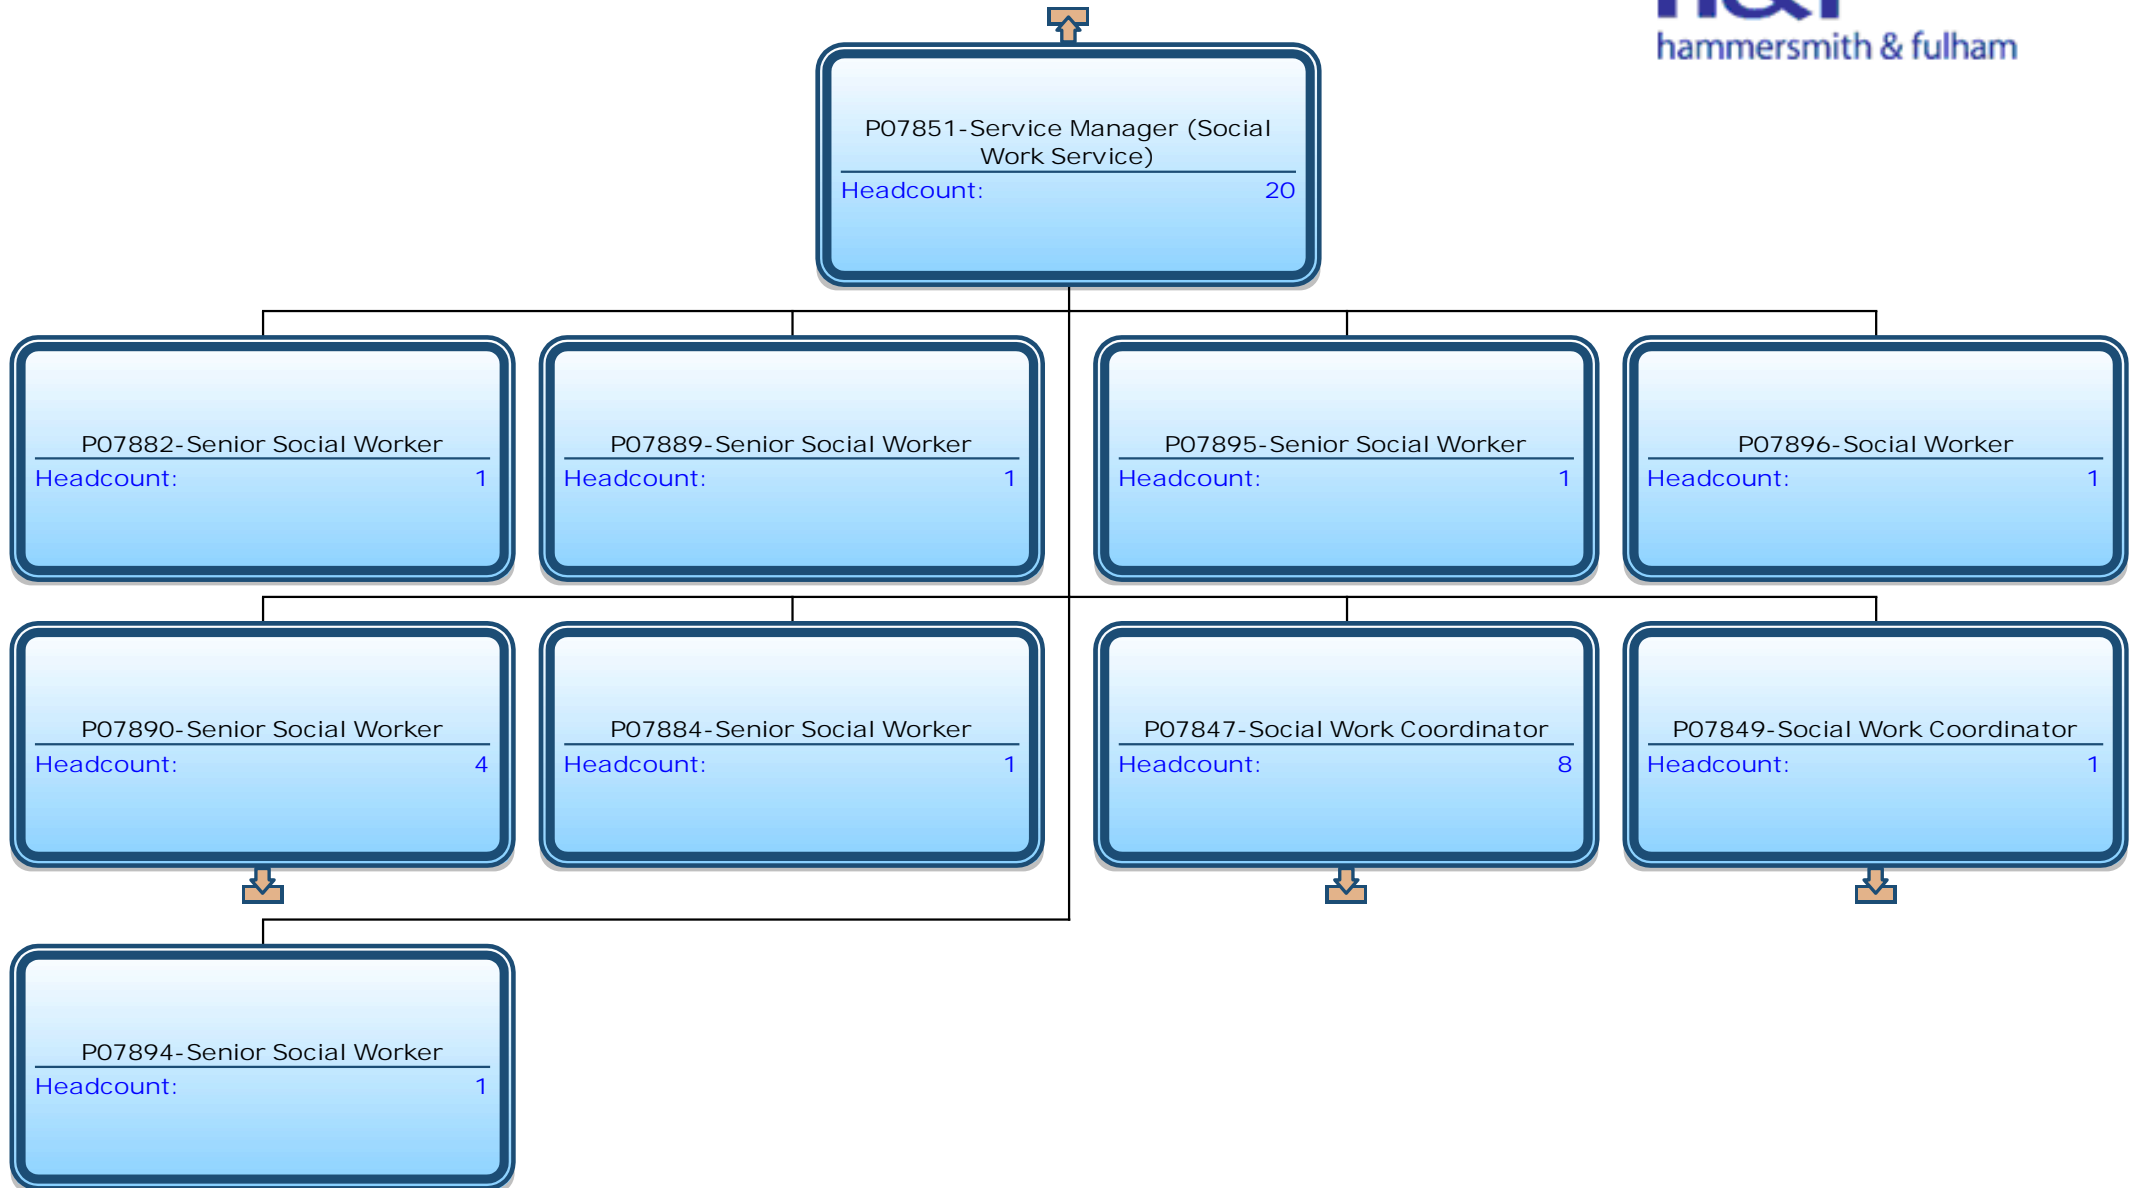 hammersmith & fulham
P07851-Service Manager (Social
Work Service)
Headcount: 20
P07882-Senior Social Worker
Headcount: 1
P07889-Senior Social Worker
Headcount: 1
P07895-Senior Social Worker
Headcount: 1
P07896-Social Worker
Headcount: 1
P07890-Senior Social Worker
Headcount: 4
P07884-Senior Social Worker
Headcount: 1
P07847-Social Work Coordinator
Headcount: 8
P07849-Social Work Coordinator
Headcount: 1
P07894-Senior Social Worker
Headcount: 1